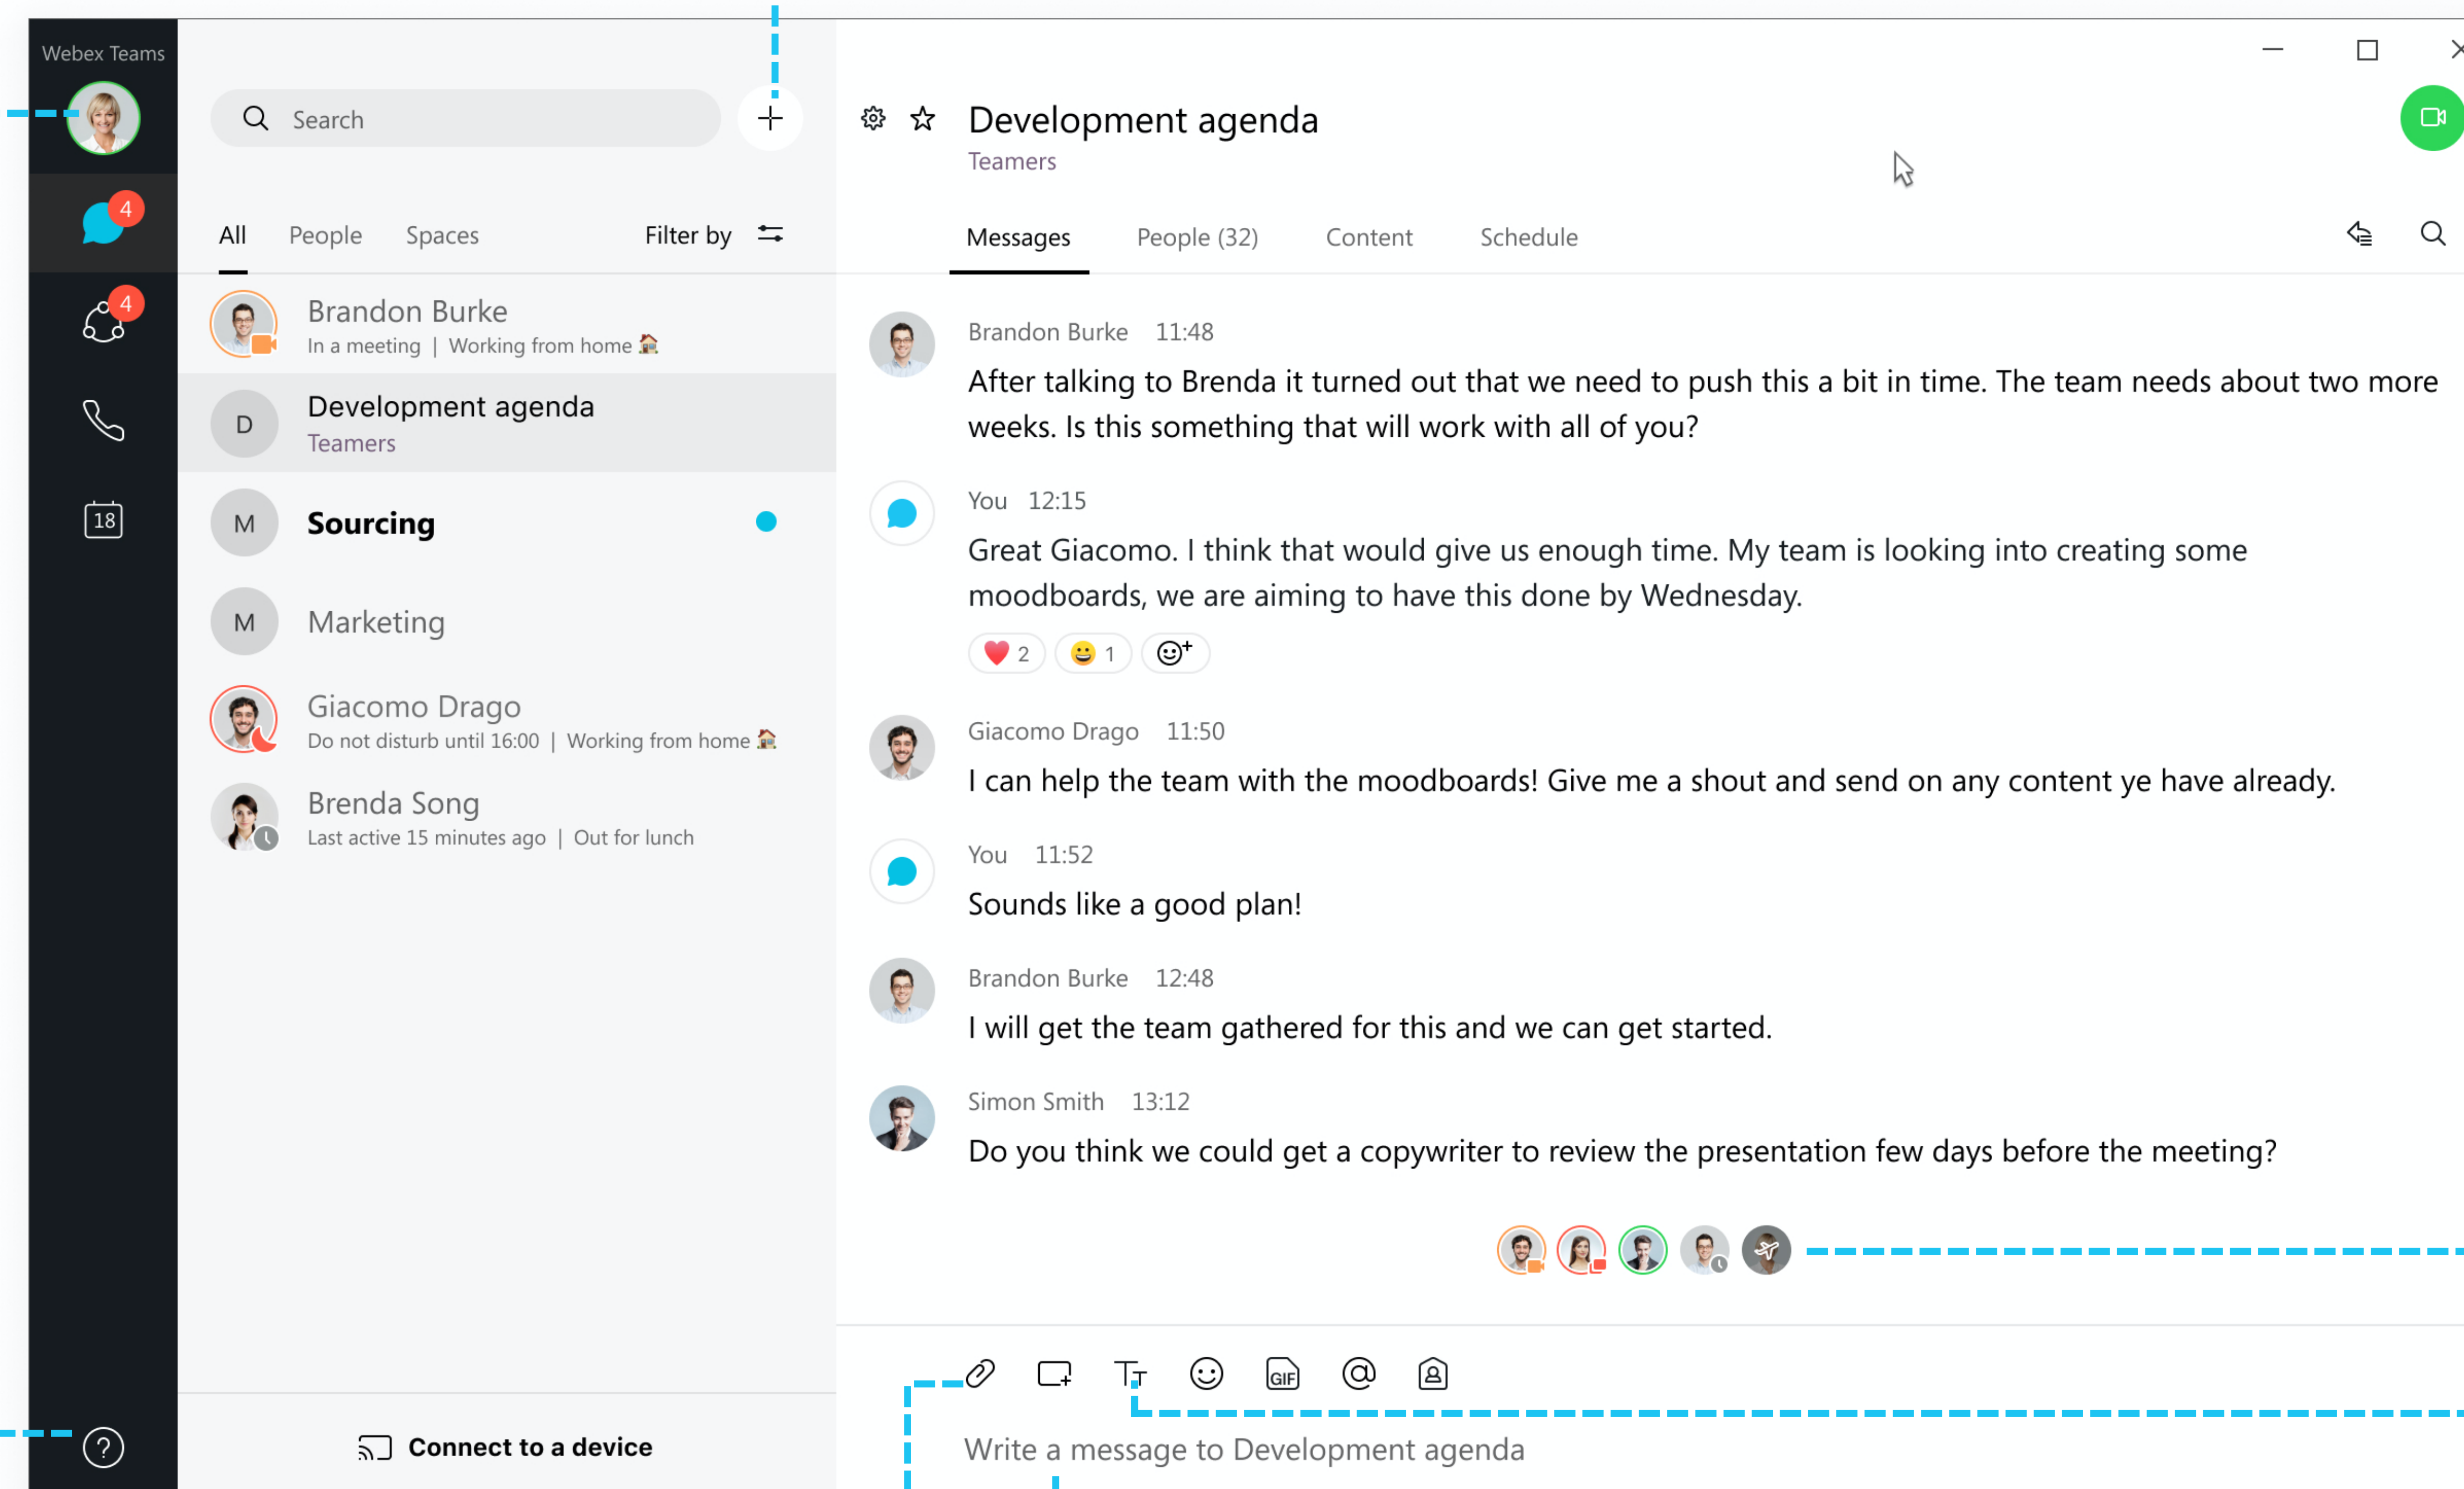 Webex Teams
Search
4
4
18
All People Spaces Filter by
Brandon Burke
In a meeting | Working from home
D
Development agenda
Teamers
M
Sourcing
M
Marketing
Giacomo Drago
Do not disturb until 16:00 | Working from home
Brenda Song
Last active 15 minutes ago | Out for lunch
?
Connect to a device
Development agenda
Teamers
Messages People (32) Content Schedule
Brandon Burke 11:48
After talking to Brenda it turned out that we need to push this a bit in time. The team needs about two more
weeks. Is this something that will work with all of you?
You 12:15
Great Giacomo. I think that would give us enough time. My team is looking into creating some
moodboards, we are aiming to have this done by Wednesday.
2 1
Giacomo Drago 11:50
I can help the team with the moodboards! Give me a shout and send on any content ye have already.
You 11:52
Sounds like a good plan!
Brandon Burke 12:48
I will get the team gathered for this and we can get started.
Simon Smith 13:12
Do you think we could get a copywriter to review the presentation few days before the meeting?
TT GIF @
Write a message to Development agenda